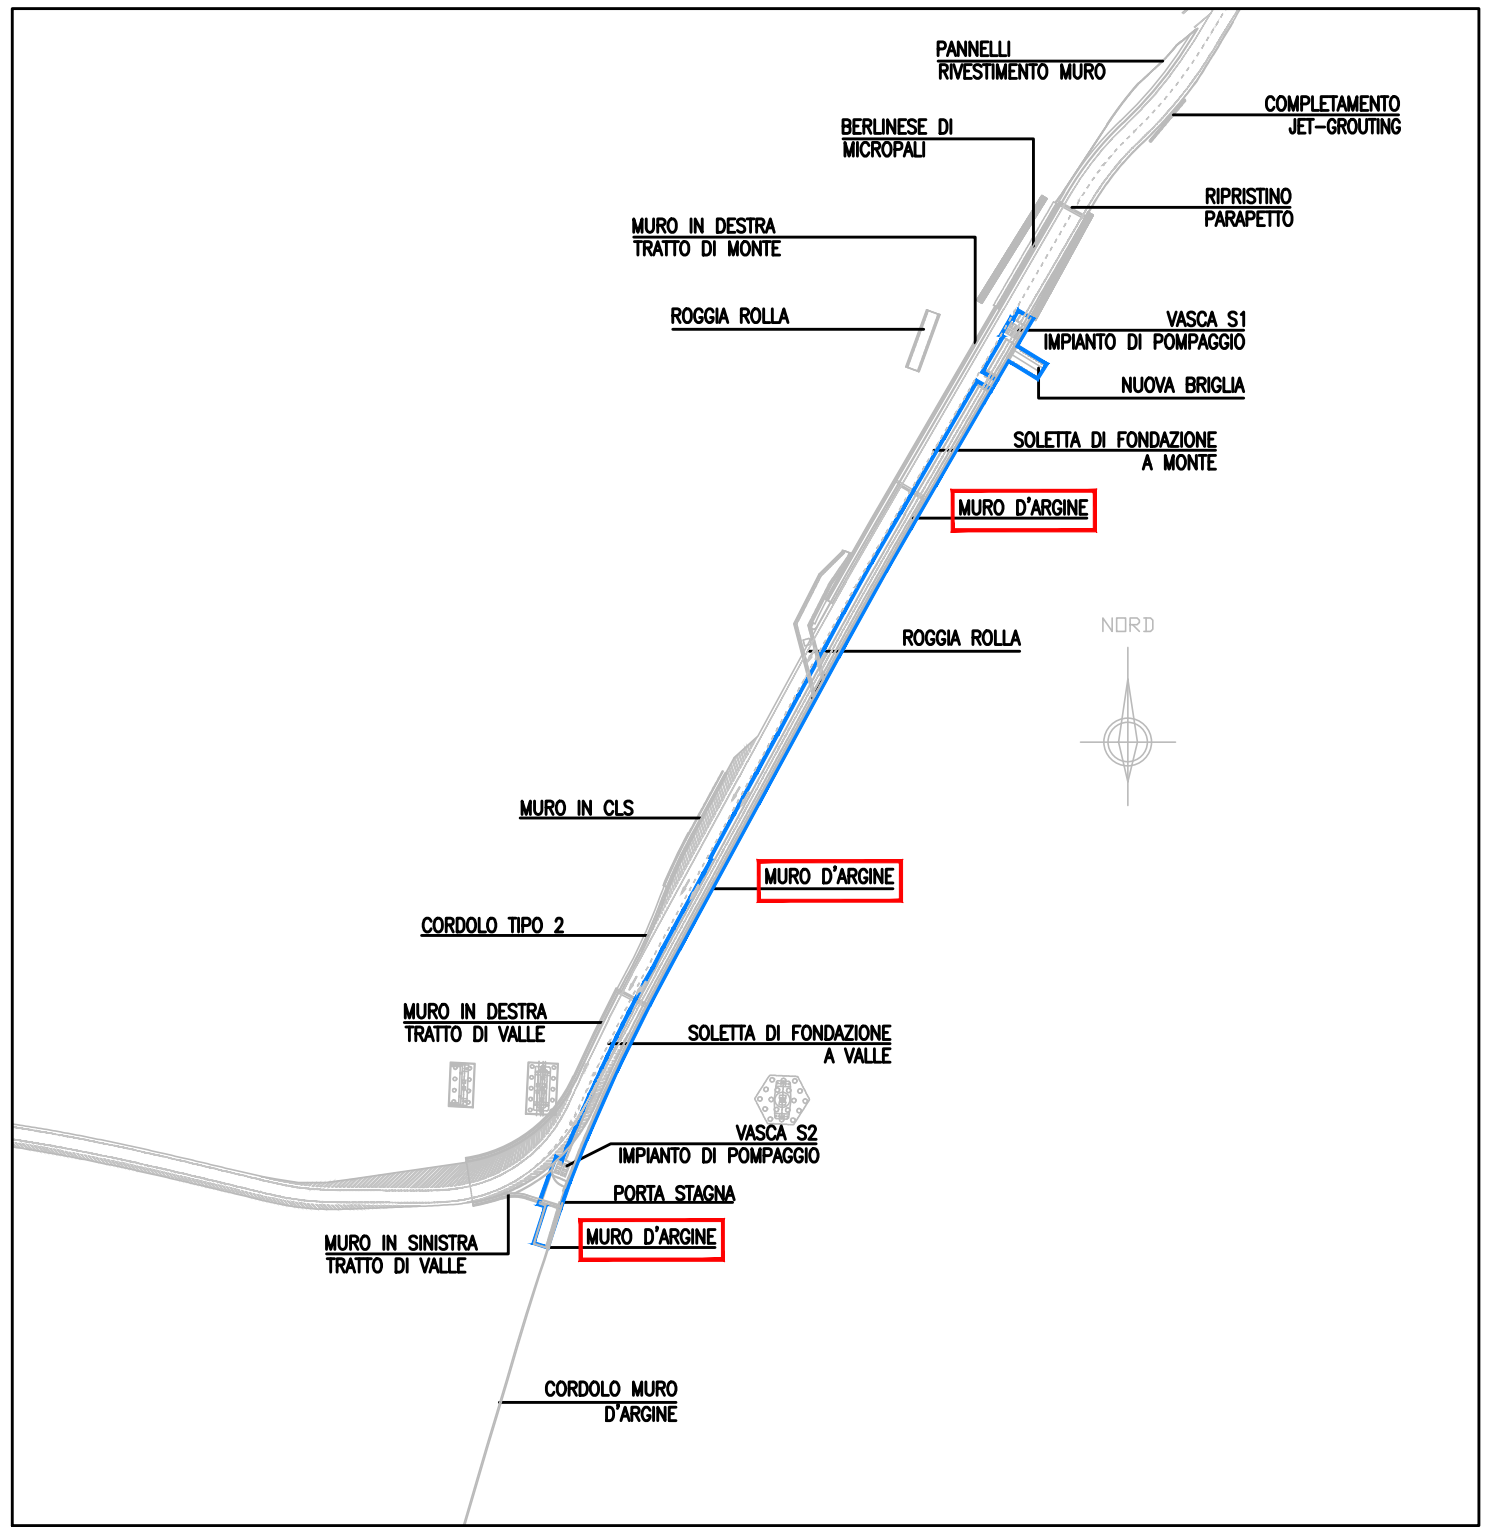 PANNELLI
RIVESTIMENTO MURO
COMPLETAMENTO
JET-GROUTING
BERLINESE DI
MICROPALI
RIPRISTINO
PARAPETTO
MURO IN DESTRA
TRATTO DI MONTE
ROGGIA ROLLA
VASCA S1
IMPIANTO DI POMPAGGIO
NUOVA BRIGLIA
SOLETTA DI FONDAZIONE
A MONTE
MURO D'ARGINE
NORD
ROGGIA ROLLA
MURO IN CLS
MURO D'ARGINE
CORDOLO TIPO 2
MURO IN DESTRA
TRATTO DI VALLE
SOLETTA DI FONDAZIONE
A VALLE
VASCA S2
IMPIANTO DI POMPAGGIO
PORTA STAGNA
MURO D'ARGINE
MURO IN SINISTRA
TRATTO DI VALLE
CORDOLO MURO
D'ARGINE